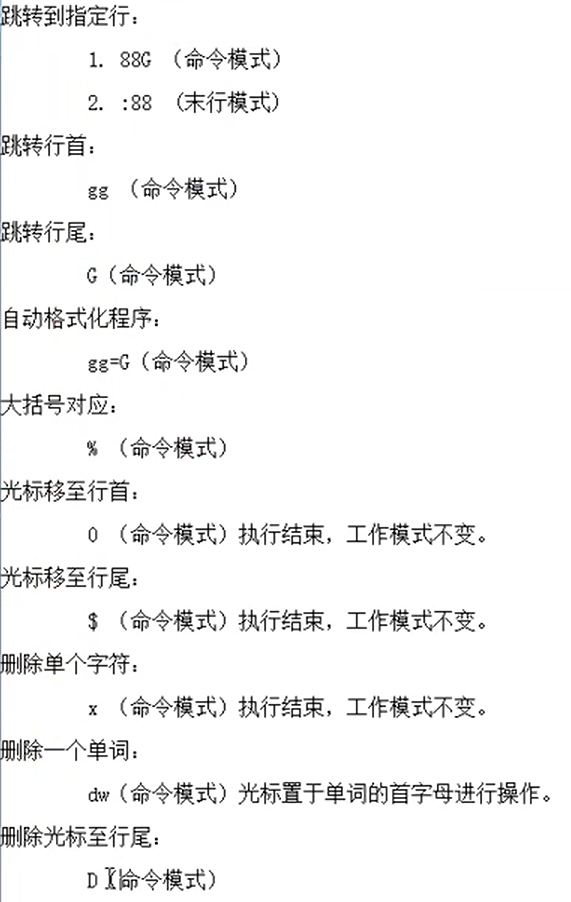 跳转到指定行：
1. 88G （命令模式）
2. :88 （末行模式）
跳转行首：
gg （命令模式）
跳转行尾：
G（命令模式）
自动格式化程序：
gg=G（命令模式）
大括号对应：
% （命令模式）
光标移至行首：
0 （命令模式）执行结束，工作模式不变。
光标移至行尾：
$ （命令模式）执行结束，工作模式不变。
删除单个字符：
x （命令模式）执行结束，工作模式不变。
删除一个单词：
dw（命令模式）光标置于单词的首字母进行操作。
删除光标至行尾：
D（命令模式）